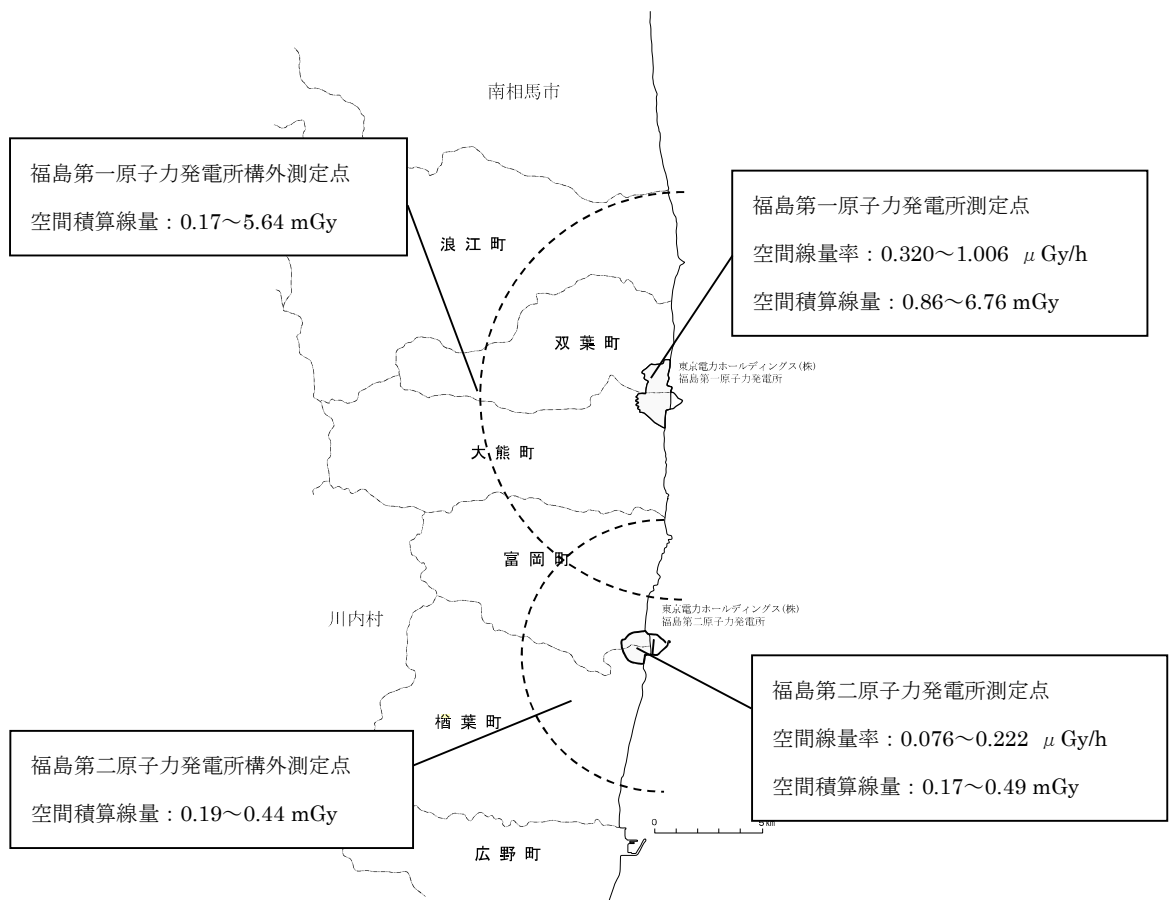 南相馬市
福島第一原子力発電所構外測定点
空間積算線量：0.17～5.64 mGy
福島第一原子力発電所測定点
空間線量率：0.320～1.006 μGy/h
空間積算線量：0.86～6.76 mGy
浪江町
双葉町
東京電力ホールディングス(株)
福島第一原子力発電所
大熊町
富岡町
川内村
東京電力ホールディングス(株)
福島第二原子力発電所
福島第二原子力発電所測定点
空間線量率：0.076～0.222 μGy/h
空間積算線量：0.17～0.49 mGy
楢葉町
福島第二原子力発電所構外測定点
空間積算線量：0.19～0.44 mGy
0 5km
広野町